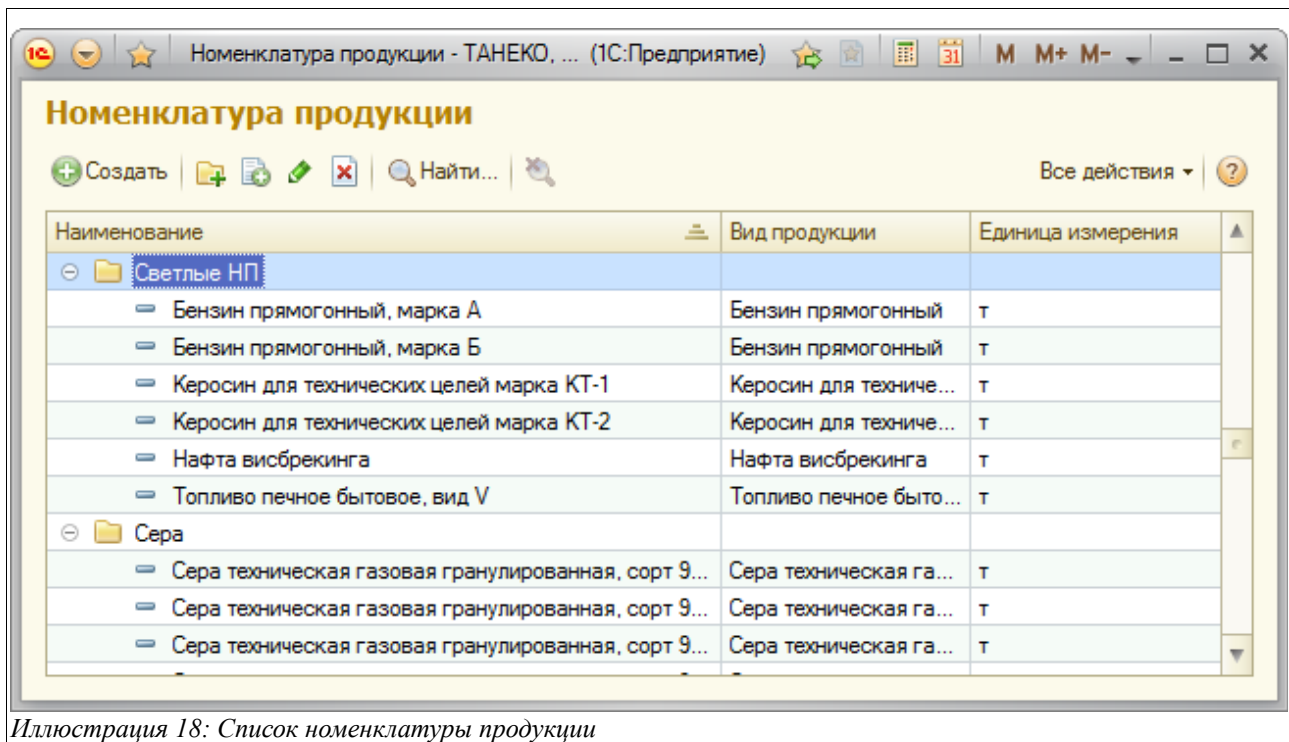 1С Номенклатура продукции - ТАНЕКО, ... (1С:Предприятие) 31 M M+ M-
Номенклатура продукции
Создать Найти... Все действия ?
Наименование Вид продукции Единица измерения
Светлые НП
Бензин прямогонный, марка А Бензин прямогонный т
Бензин прямогонный, марка Б Бензин прямогонный т
Керосин для технических целей марка КТ-1 Керосин для техниче... т
Керосин для технических целей марка КТ-2 Керосин для техниче... т
Нафта висбрекинга Нафта висбрекинга т
Топливо печное бытовое, вид V Топливо печное быто... т
Сера
Сера техническая газовая гранулированная, сорт 9... Сера техническая га... т
Сера техническая газовая гранулированная, сорт 9... Сера техническая га... т
Сера техническая газовая гранулированная, сорт 9... Сера техническая га... т
Иллюстрация 18: Список номенклатуры продукции